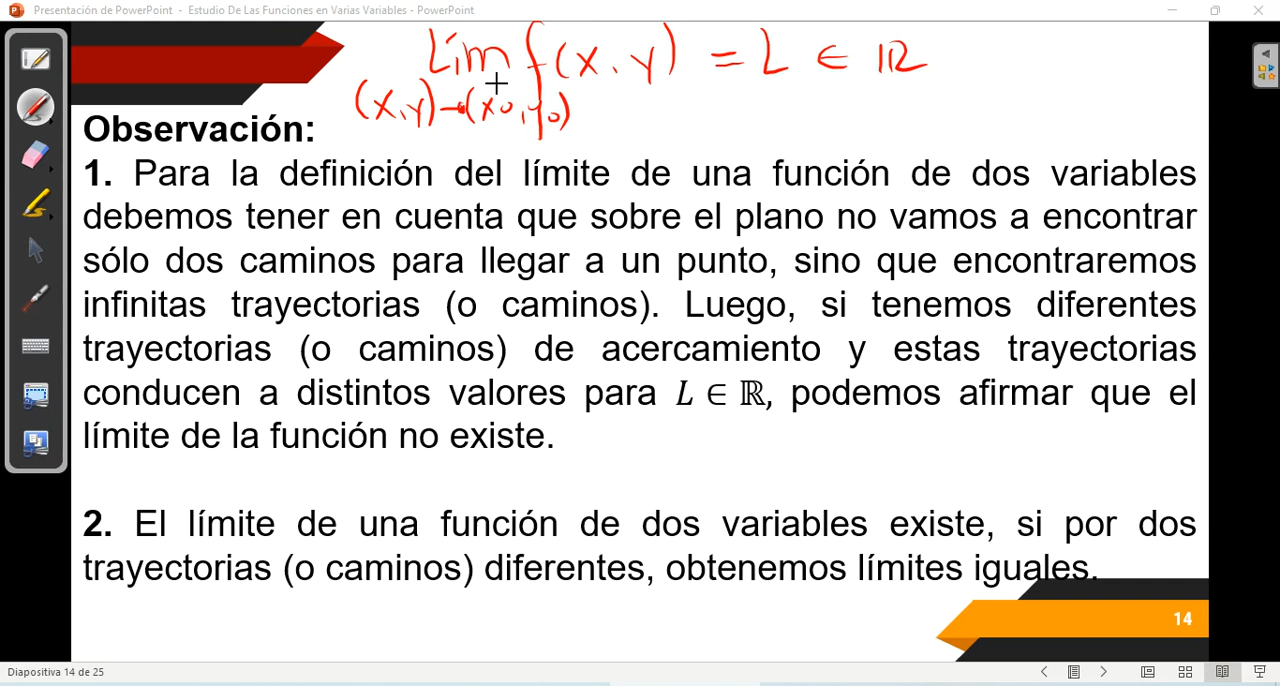 Presentación de PowerPoint - Estudio De Las Funciones en Varias Variables - PowerPoint
Lím f(x,y) = L ∈ ℝ
(x,y)→(x0,y0)
Observación:
1. Para la definición del límite de una función de dos variables
debemos tener en cuenta que sobre el plano no vamos a encontrar
sólo dos caminos para llegar a un punto, sino que encontraremos
infinitas trayectorias (o caminos). Luego, si tenemos diferentes
trayectorias (o caminos) de acercamiento y estas trayectorias
conducen a distintos valores para L ∈ ℝ, podemos afirmar que el
límite de la función no existe.
2. El límite de una función de dos variables existe, si por dos
trayectorias (o caminos) diferentes, obtenemos límites iguales.
14
Diapositiva 14 de 25